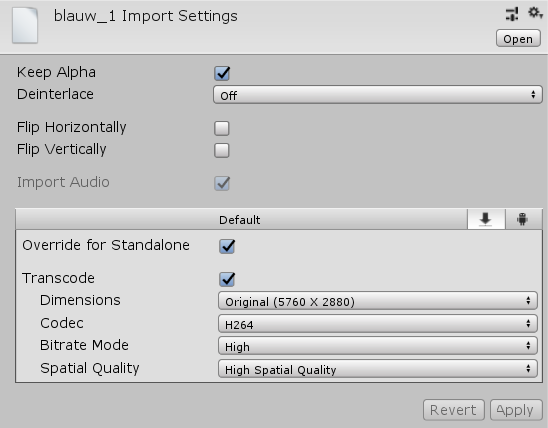 blauw_1 Import Settings
Open
Keep Alpha
Deinterlace Off
Flip Horizontally
Flip Vertically
Import Audio
Default
Override for Standalone
Transcode
Dimensions Original (5760 X 2880)
Codec H264
Bitrate Mode High
Spatial Quality High Spatial Quality
Revert Apply